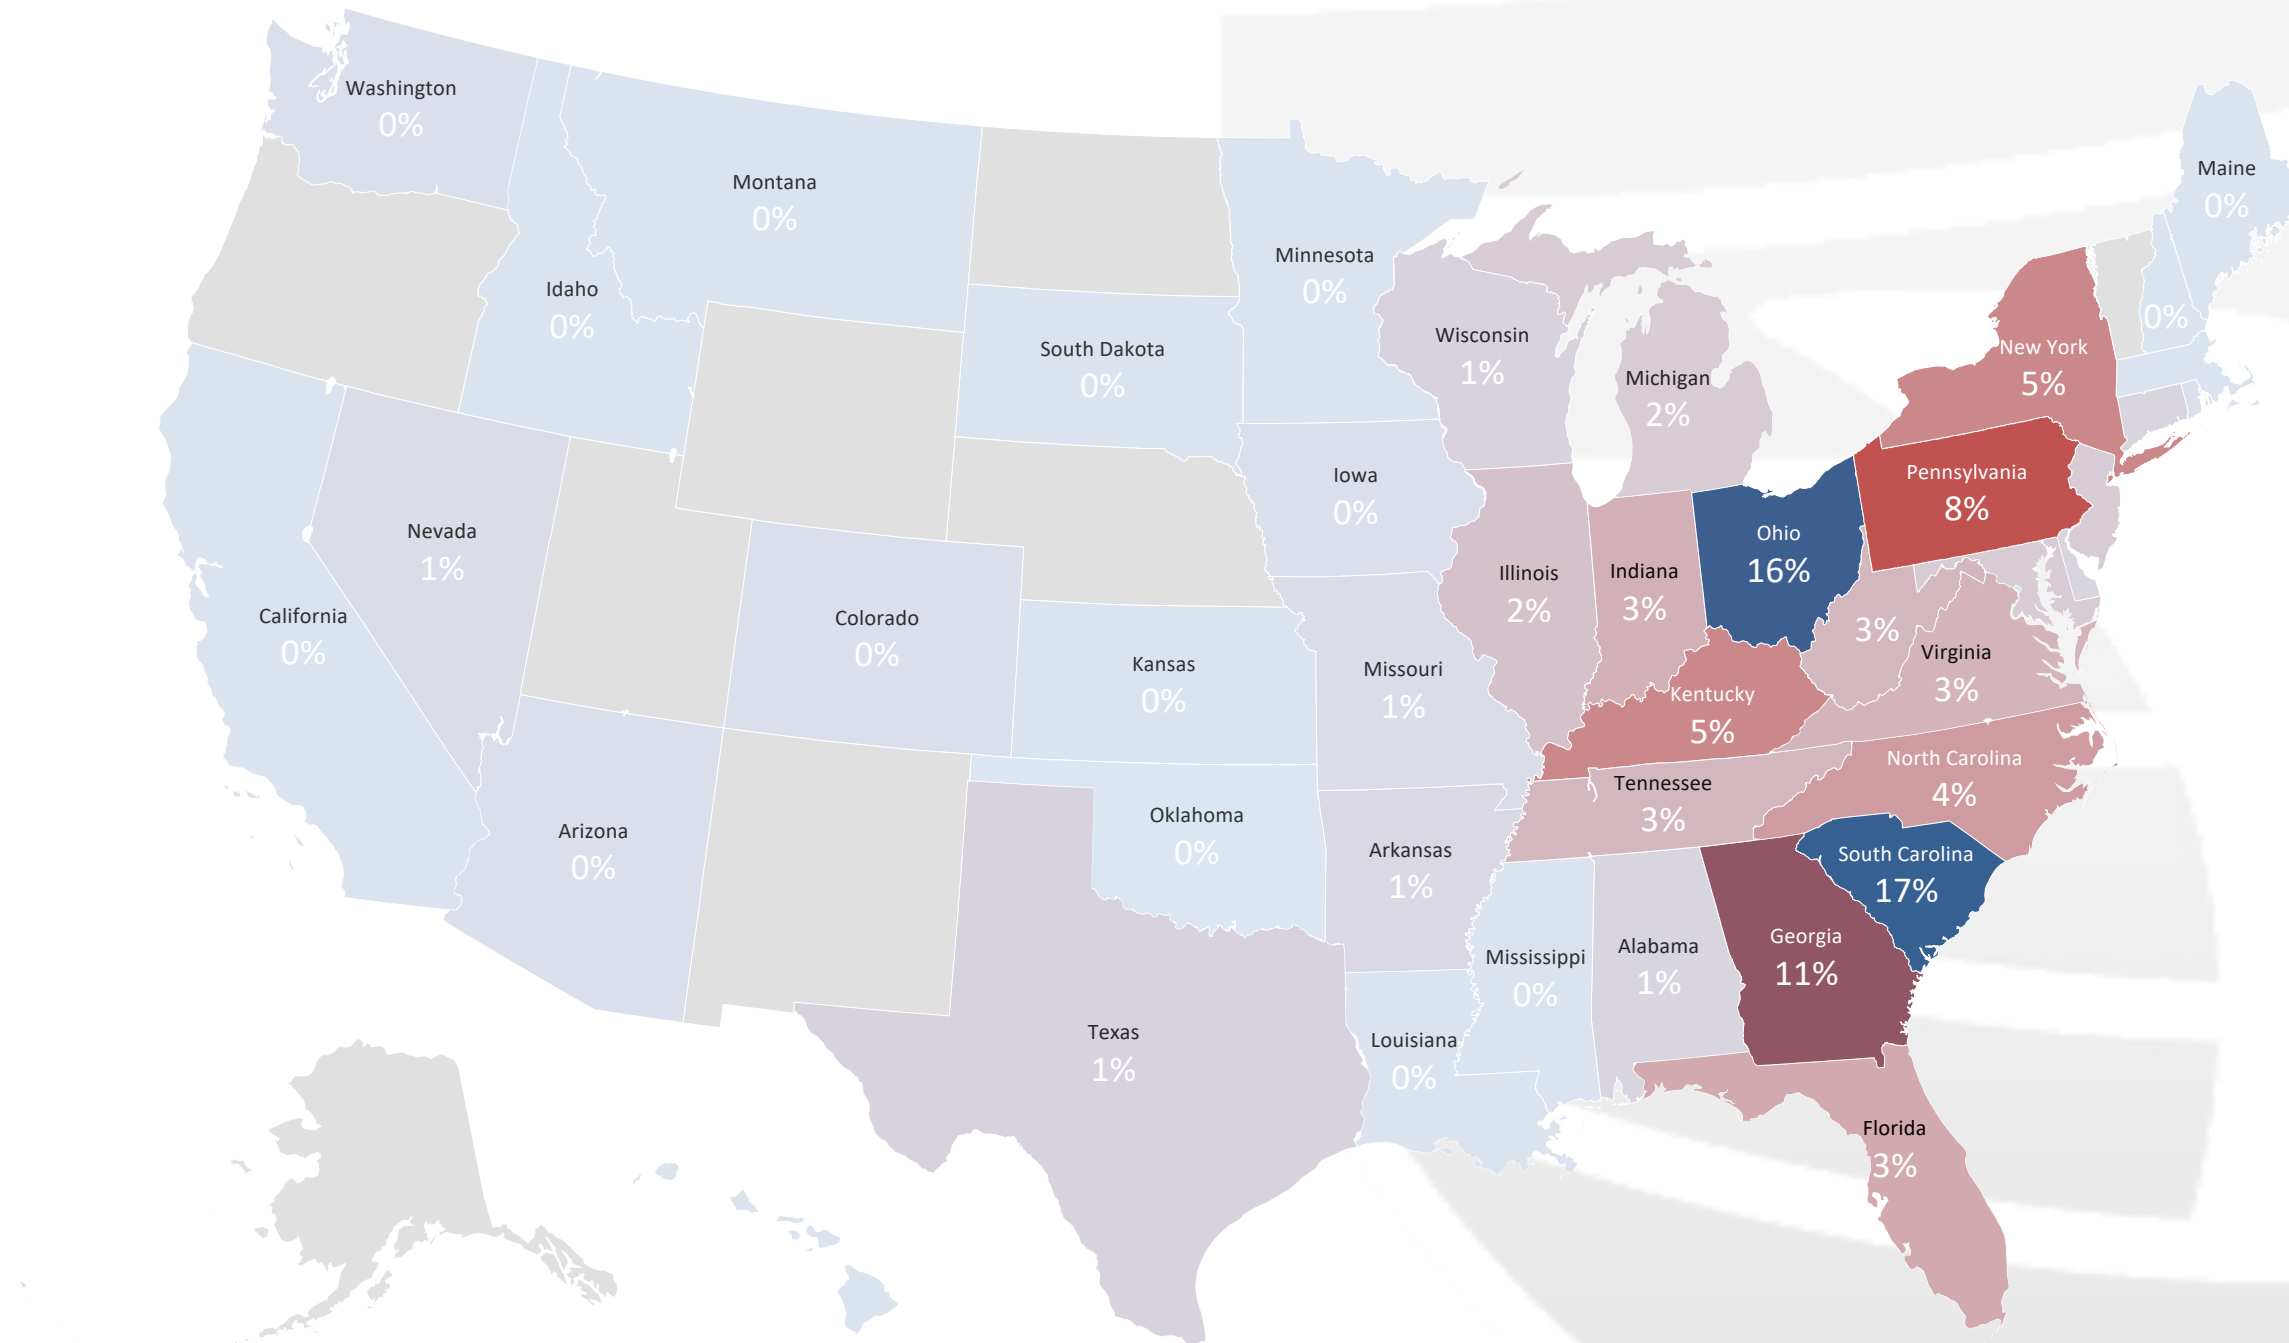 Washington
0%
Montana
0%
Idaho
0%
Minnesota
0%
Maine
0%
0%
South Dakota
0%
Wisconsin
1%
Michigan
2%
New York
5%
Iowa
0%
Pennsylvania
8%
Nevada
1%
Ohio
16%
California
0%
Colorado
0%
Illinois
2%
Indiana
3%
3%
Virginia
3%
Kansas
0%
Missouri
1%
Kentucky
5%
North Carolina
4%
Tennessee
3%
Arizona
0%
Oklahoma
0%
Arkansas
1%
South Carolina
17%
Mississippi
0%
Alabama
1%
Georgia
11%
Texas
1%
Louisiana
0%
Florida
3%